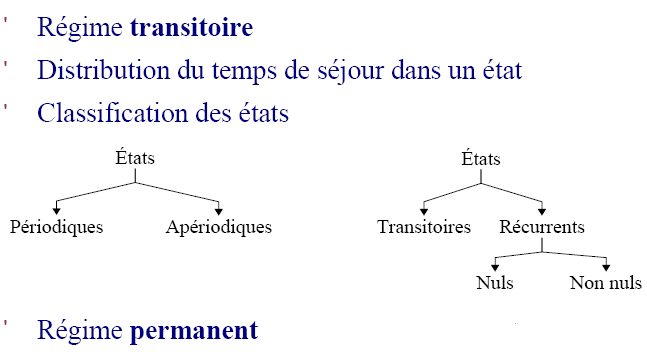 ' Régime transitoire
' Distribution du temps de séjour dans un état
' Classification des états
États
États
Périodiques Apériodiques
Transitoires Récurrents
Nuls Non nuls
' Régime permanent